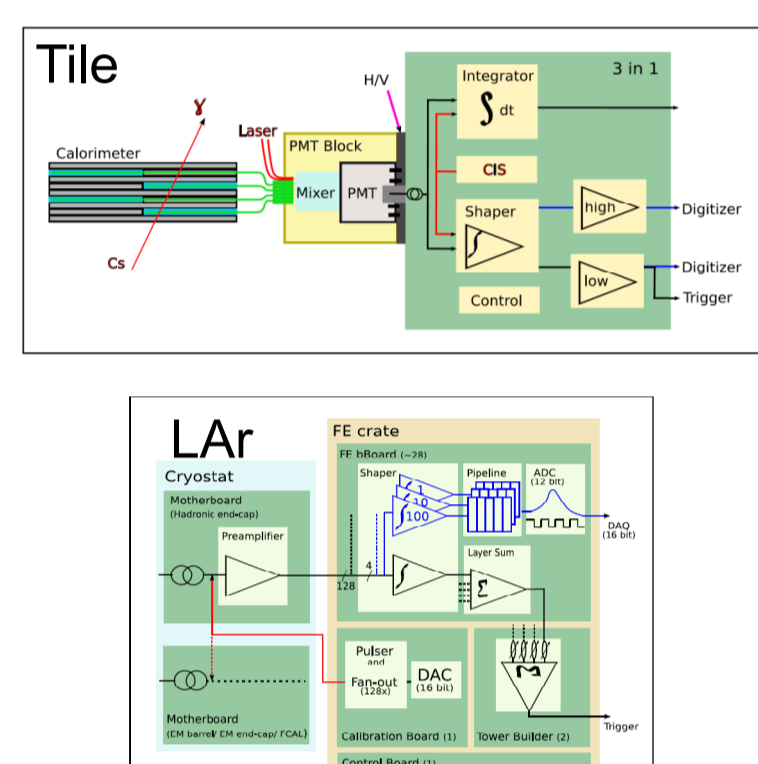 Tile
3 in 1
H/V
Integrator
∫ dt
γ
Laser
PMT Block
Calorimeter
CIS
Mixer
PMT
Shaper
high
Digitizer
∫
Cs
Digitizer
low
Control
Trigger
LAr
FE crate
FE bBoard (~28)
Cryostat
Shaper
Pipeline
ADC
(12 bit)
Motherboard
(Hadronic end-cap)
1
10
∫100
DAQ
(16 bit)
Preamplifier
Layer Sum
4
128
∫
Σ
Pulser
and
Fan-out
(128x)
DAC
(16 bit)
Σ
Motherboard
(EM barrel/ EM end-cap/ FCAL)
Trigger
Calibration Board (1)
Tower Builder (2)
Control Board (1)